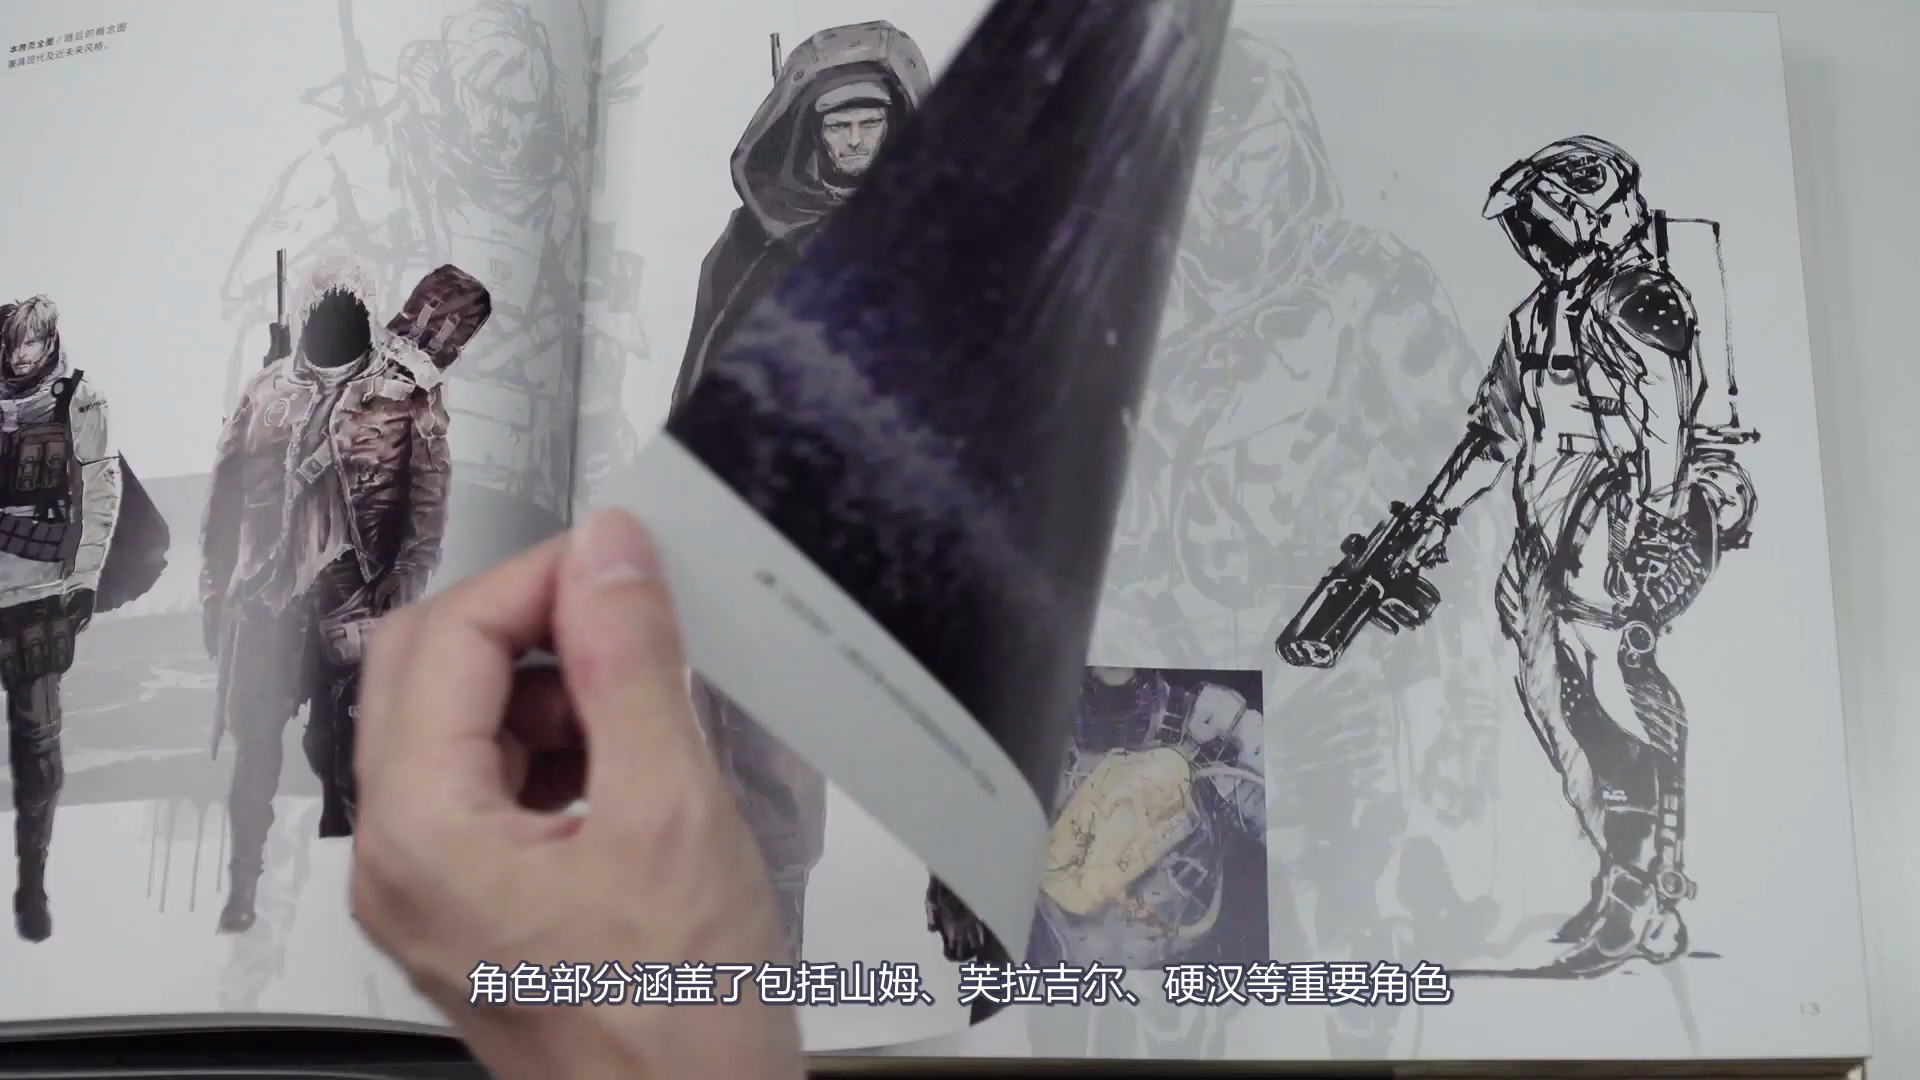 本跨页全图／随后的概念图
兼具现代及近未来风格。
角色部分涵盖了包括山姆、芙拉吉尔、硬汉等重要角色
13